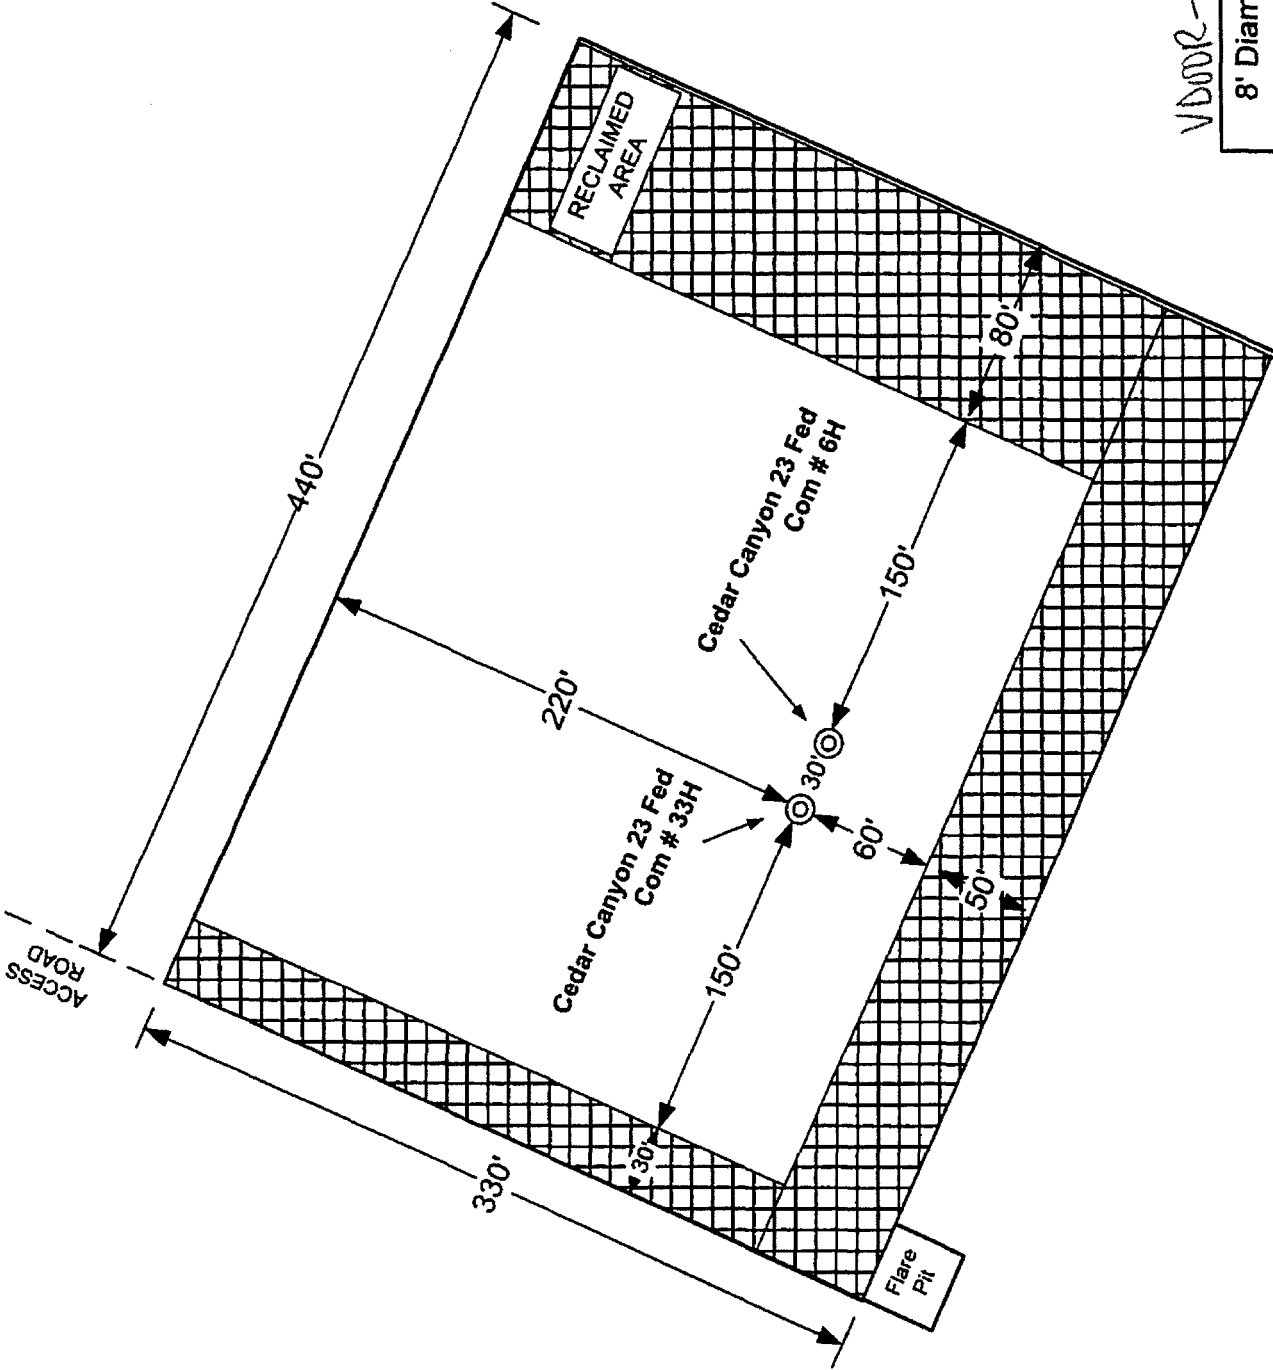 VDOOR-
8' Diam
RECLAIMED
AREA
440'
ACCESS
ROAD
80'
Cedar Canyon 23 Fed
Com # 6H
150'
220'
30'
Cedar Canyon 23 Fed
Com # 33H
60'
50'
150'
30'
330'
Flare
Pit